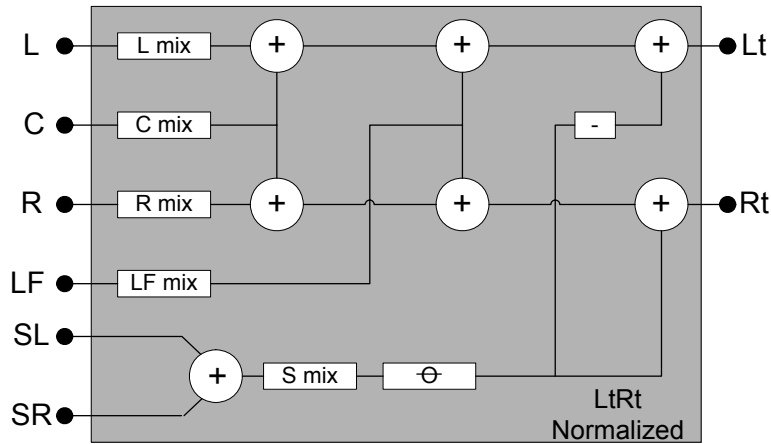 L
L mix
+
+
+
Lt
C
C mix
-
R
R mix
+
+
+
Rt
LF
LF mix
SL
+
S mix
SR
LtRt
Normalized